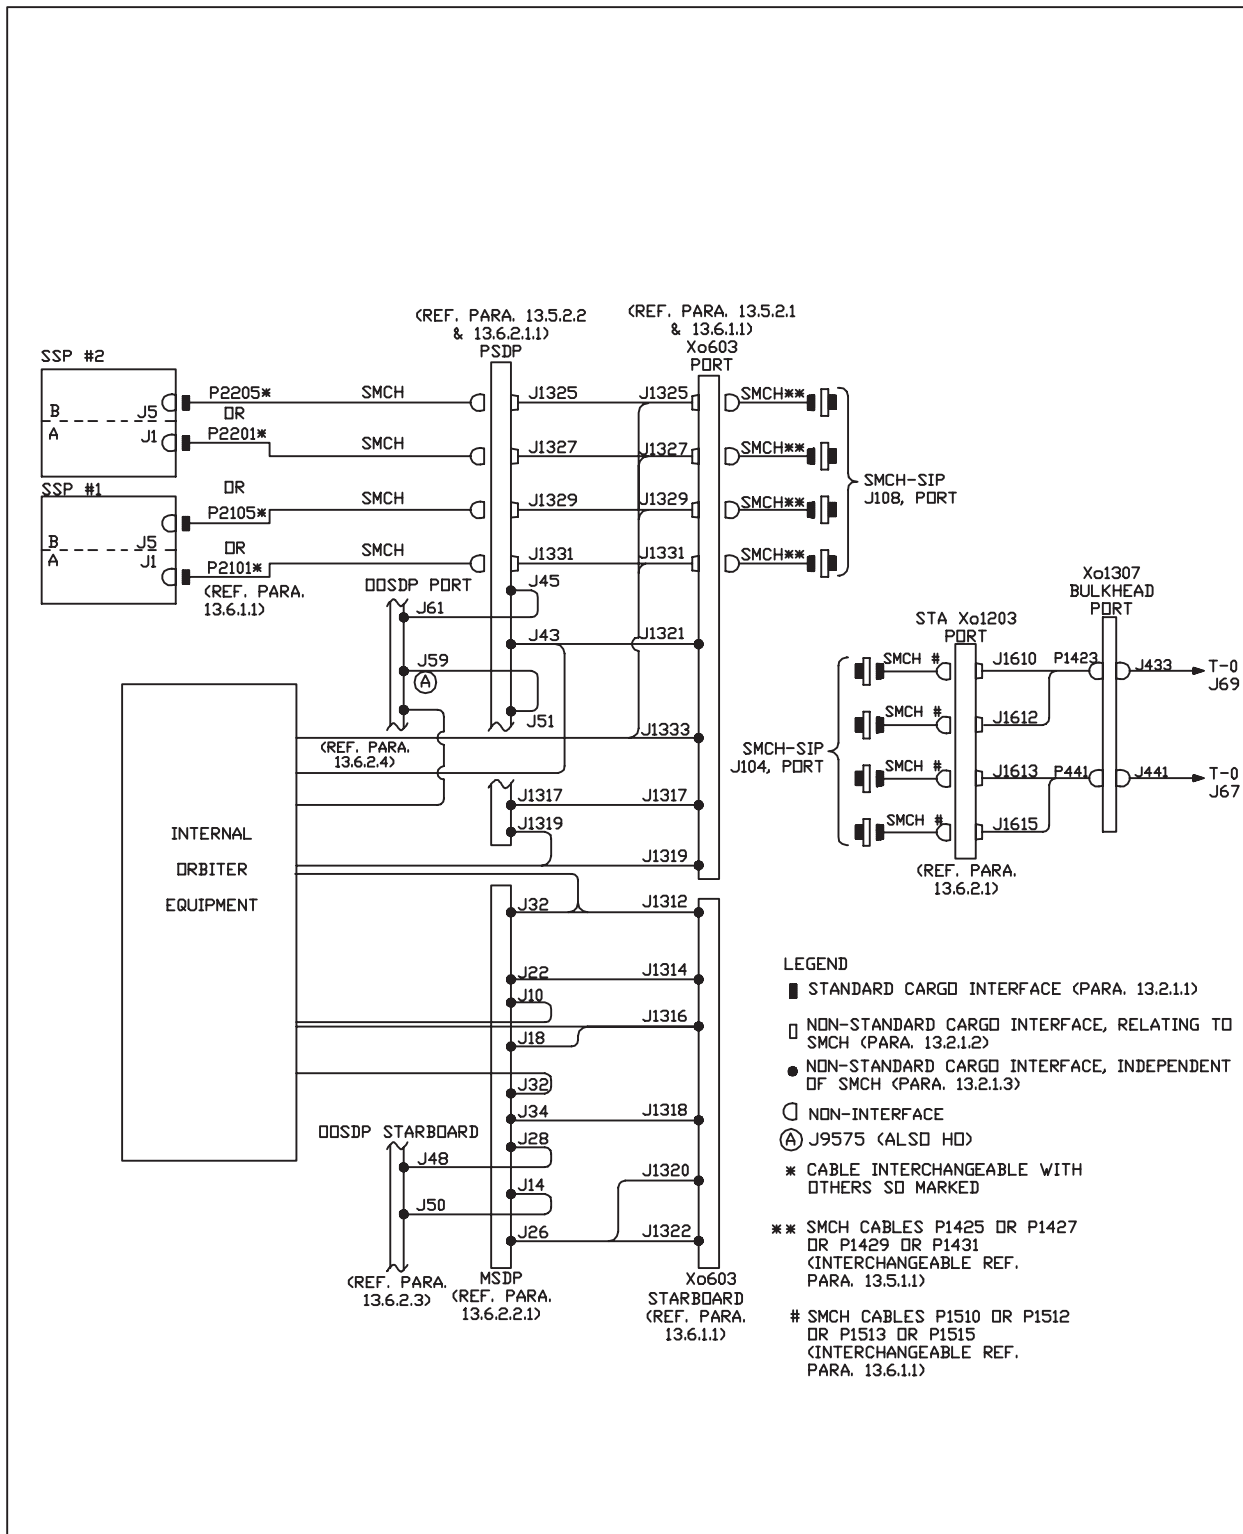 (REF. PARA. 13.5.2.2
& 13.6.2.1.1)
PSDP
(REF. PARA. 13.5.2.1
& 13.6.1.1)
Xo603
PORT
SSP #2
B
A
J5
J1
P2205*
OR
P2201*
SMCH
SMCH
J1325
J1327
J1325
J1327
SMCH**
SMCH**
SSP #1
B
A
J5
J1
OR
P2105*
OR
P2101*
(REF. PARA.
13.6.1.1)
SMCH
SMCH
J1329
J1331
J1329
J1331
SMCH**
SMCH**
SMCH-SIP
J108, PORT
OOSDP PORT
J61
J59
A
J45
J43
J51
J1321
J1333
(REF. PARA.
13.6.2.4)
J1317
J1319
J1317
J1319
INTERNAL
ORBITER
EQUIPMENT
Xo1307
BULKHEAD
PORT
STA Xo1203
PORT
SMCH #
SMCH #
SMCH #
SMCH #
SMCH-SIP
J104, PORT
J1610
J1612
J1613
J1615
P1423
P441
J433
J441
T-0
J69
T-0
J67
(REF. PARA.
13.6.2.1)
J32
J22
J10
J18
J32
J34
J28
J14
J26
J1312
J1314
J1316
J1318
J1320
J1322
OOSDP STARBOARD
J48
J50
(REF. PARA.
13.6.2.3)
MSDP
(REF. PARA.
13.6.2.2.1)
Xo603
STARBOARD
(REF. PARA.
13.6.1.1)
LEGEND
STANDARD CARGO INTERFACE (PARA. 13.2.1.1)
NON-STANDARD CARGO INTERFACE, RELATING TO
SMCH (PARA. 13.2.1.2)
NON-STANDARD CARGO INTERFACE, INDEPENDENT
OF SMCH (PARA. 13.2.1.3)
NON-INTERFACE
A J9575 (ALSO HO)
* CABLE INTERCHANGEABLE WITH
OTHERS SO MARKED
** SMCH CABLES P1425 OR P1427
OR P1429 OR P1431
(INTERCHANGEABLE REF.
PARA. 13.5.1.1)
# SMCH CABLES P1510 OR P1512
OR P1513 OR P1515
(INTERCHANGEABLE REF.
PARA. 13.6.1.1)